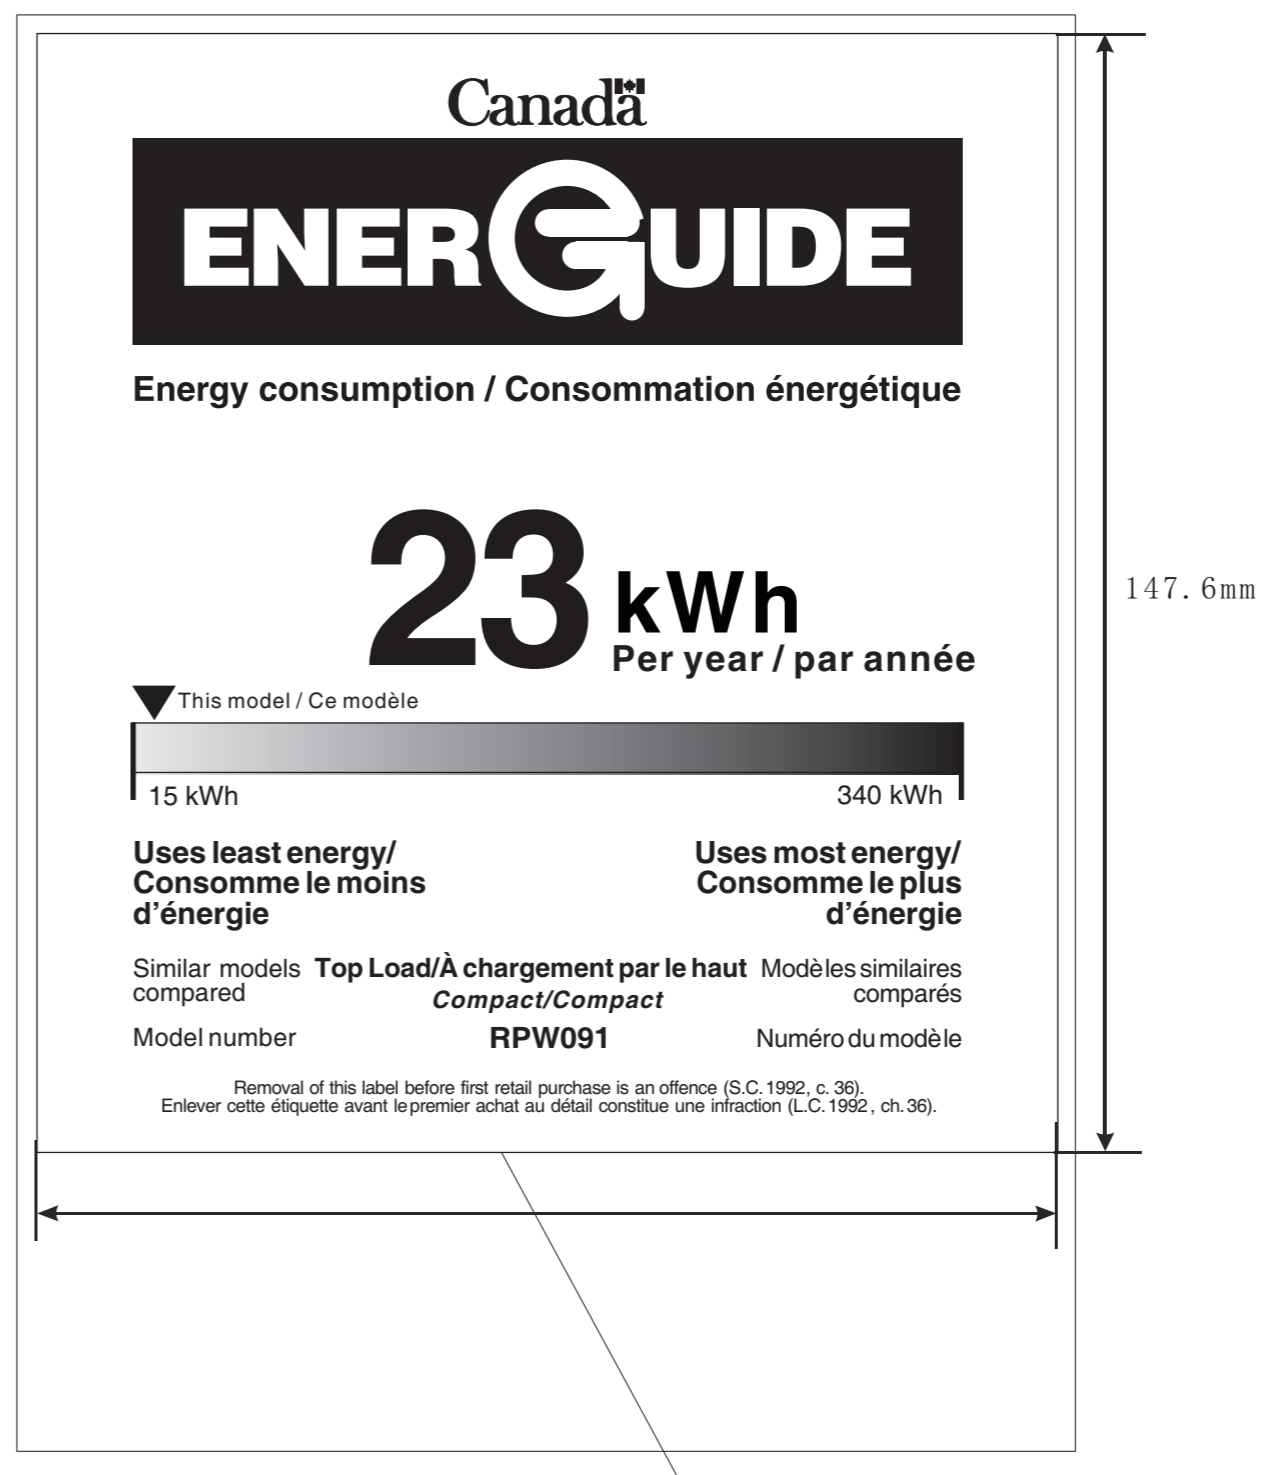 Canada
ENERGUIDE
Energy consumption / Consommation énergétique
23 kWh
Per year / par année
147.6mm
This model / Ce modèle
15 kWh
340 kWh
Uses least energy/
Consomme le moins
d'énergie
Uses most energy/
Consomme le plus
d'énergie
Similar models
compared
Top Load/À chargement par le haut
Compact/Compact
Modèles similaires
comparés
Model number
RPW091
Numéro du modèle
Removal of this label before first retail purchase is an offence (S.C. 1992, c. 36).
Enlever cette étiquette avant le premier achat au détail constitue une infraction (L.C. 1992, ch. 36).